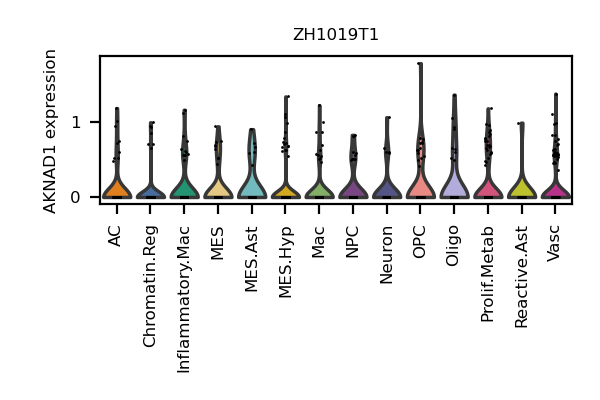 ZH1019T1
AKNAD1 expression
1
0
AC
Chromatin.Reg
Inflammatory.Mac
MES
MES.Ast
MES.Hyp
Mac
NPC
Neuron
OPC
Oligo
Prolif.Metab
Reactive.Ast
Vasc